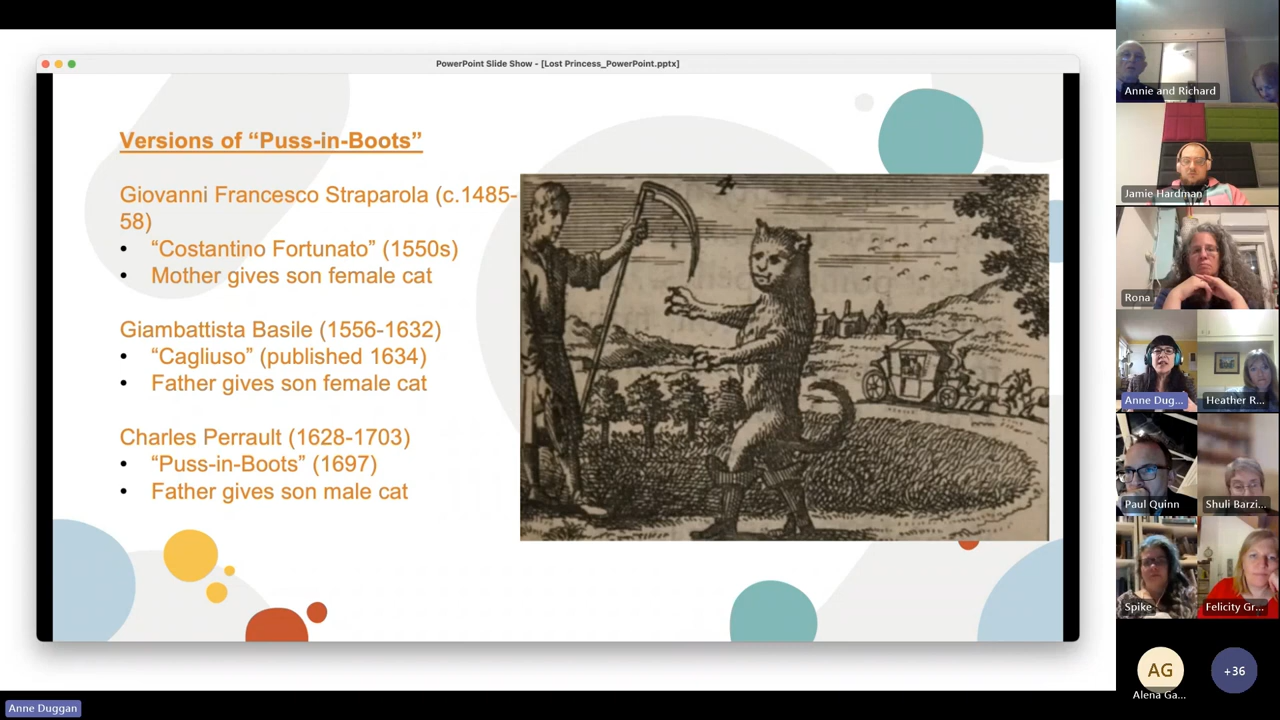 PowerPoint Slide Show - [Lost Princess_PowerPoint.pptx]
Versions of “Puss-in-Boots”
Giovanni Francesco Straparola (c.1485-
58)
• “Costantino Fortunato” (1550s)
• Mother gives son female cat
Giambattista Basile (1556-1632)
• “Cagliuso” (published 1634)
• Father gives son female cat
Charles Perrault (1628-1703)
• “Puss-in-Boots” (1697)
• Father gives son male cat
Annie and Richard
Jamie Hardman
Rona
Anne Dug...
Heather R...
Paul Quinn
Shuli Barzi...
Spike
Felicity Gr...
AG
Alena Ga...
+36
Anne Duggan